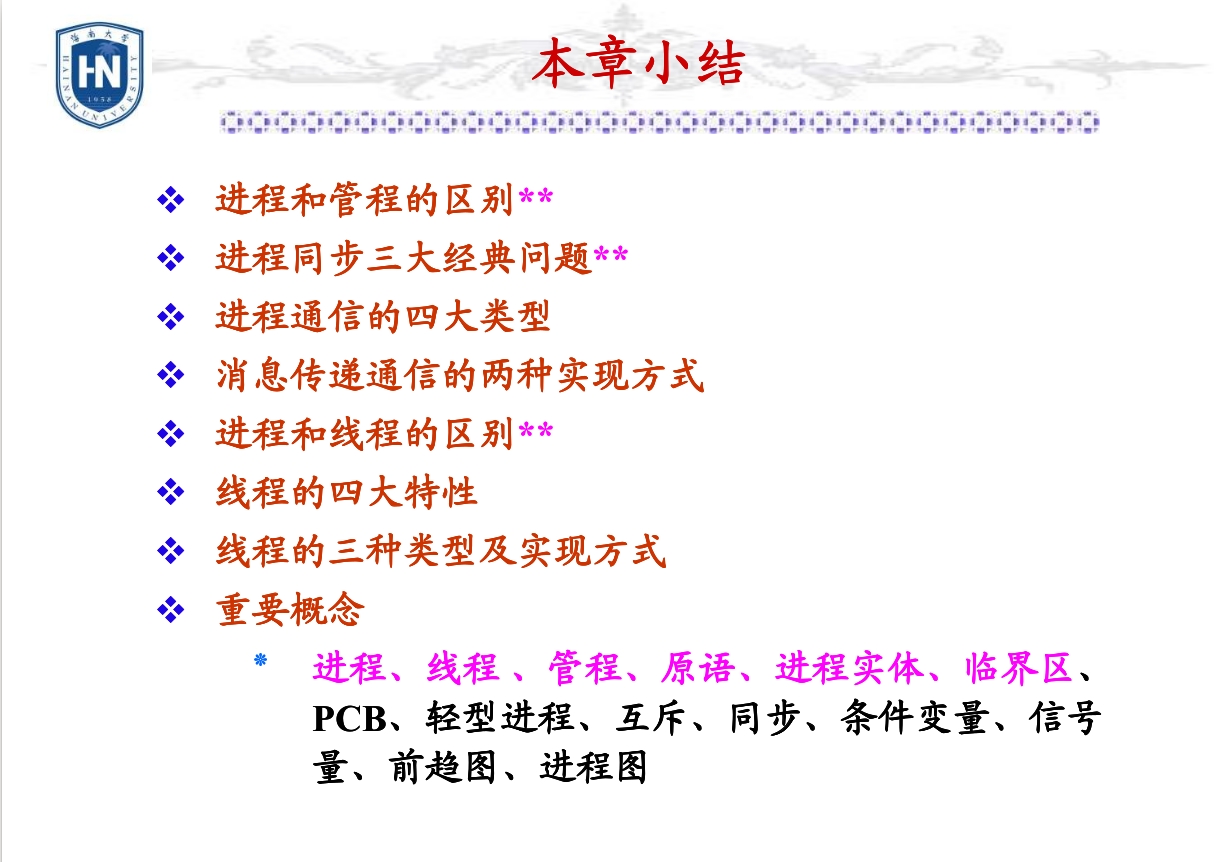 海南大学
HAINAN UNIVERSITY
HN
1958
本章小结
进程和管程的区别**
进程同步三大经典问题**
进程通信的四大类型
消息传递通信的两种实现方式
进程和线程的区别**
线程的四大特性
线程的三种类型及实现方式
重要概念
进程、线程 、管程、原语、进程实体、临界区、
PCB、轻型进程、互斥、同步、条件变量、信号
量、前趋图、进程图